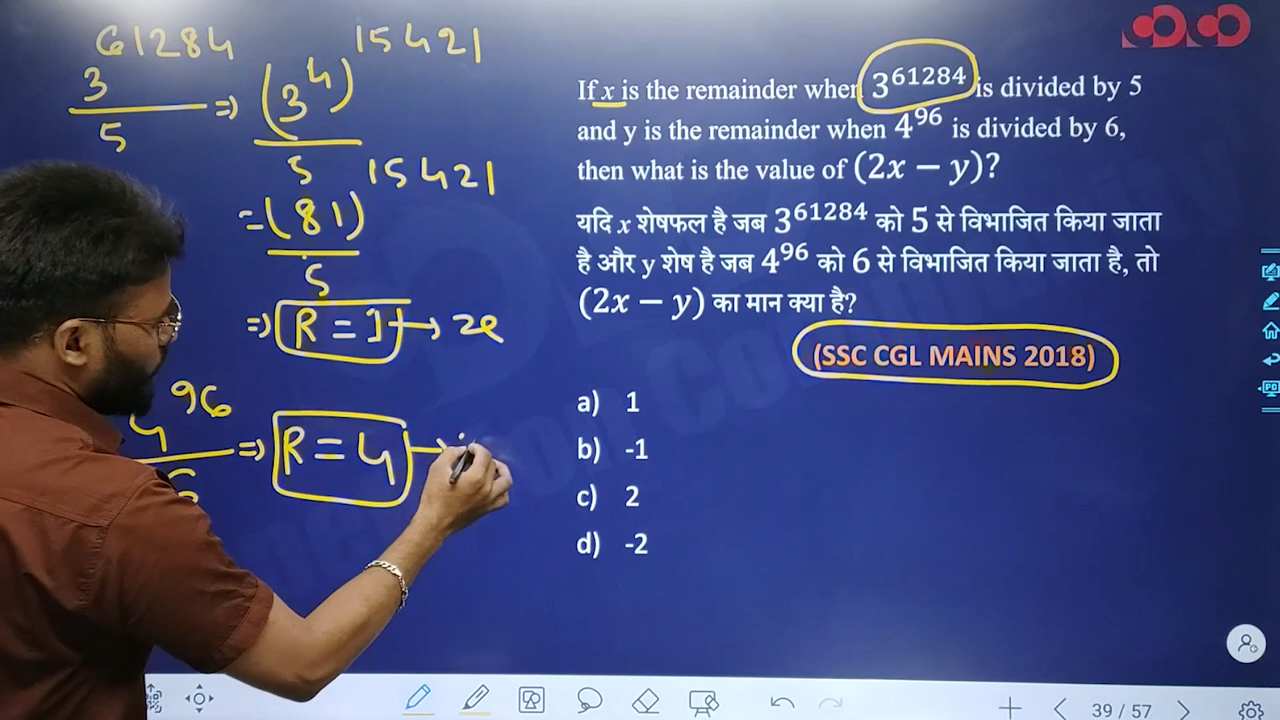 3^61284 / 5 ⇒ (3^4)^15421 / 5
= (81)^15421 / 5
⇒ R = 1 → x
4^96 / 6 ⇒ R = 4 →
If x is the remainder when 3^61284 is divided by 5
and y is the remainder when 4^96 is divided by 6,
then what is the value of (2x − y)?
यदि x शेषफल है जब 3^61284 को 5 से विभाजित किया जाता
है और y शेष है जब 4^96 को 6 से विभाजित किया जाता है, तो
(2x − y) का मान क्या है?
(SSC CGL MAINS 2018)
a) 1
b) -1
c) 2
d) -2
39 / 57